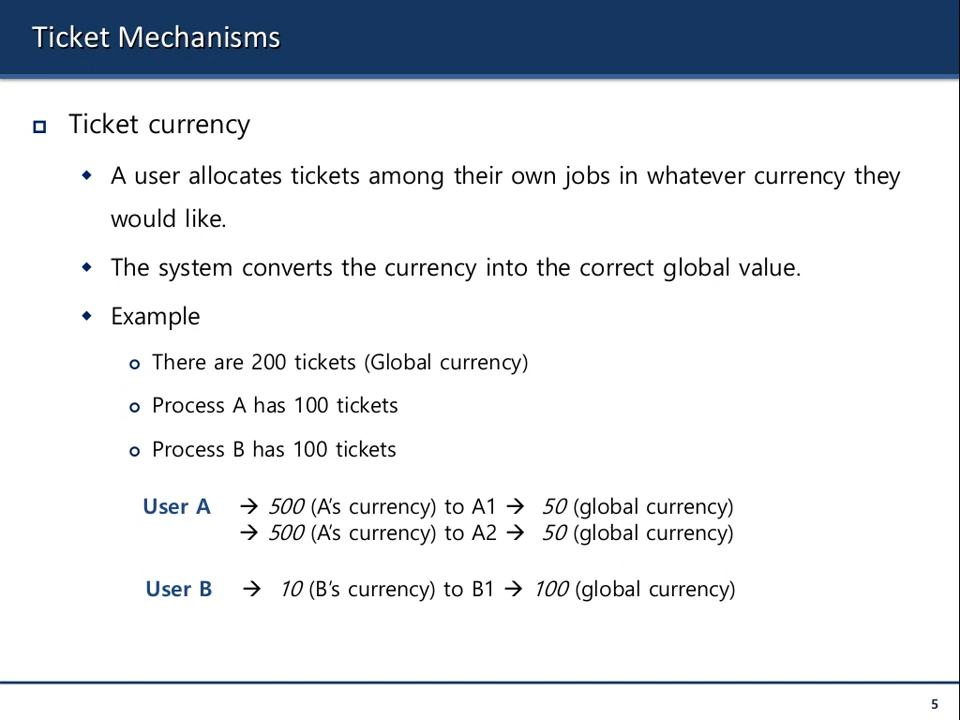 Ticket Mechanisms
Ticket currency
A user allocates tickets among their own jobs in whatever currency they
would like.
The system converts the currency into the correct global value.
Example
There are 200 tickets (Global currency)
Process A has 100 tickets
Process B has 100 tickets
User A → 500 (A’s currency) to A1 → 50 (global currency)
→ 500 (A’s currency) to A2 → 50 (global currency)
User B → 10 (B’s currency) to B1 → 100 (global currency)
5